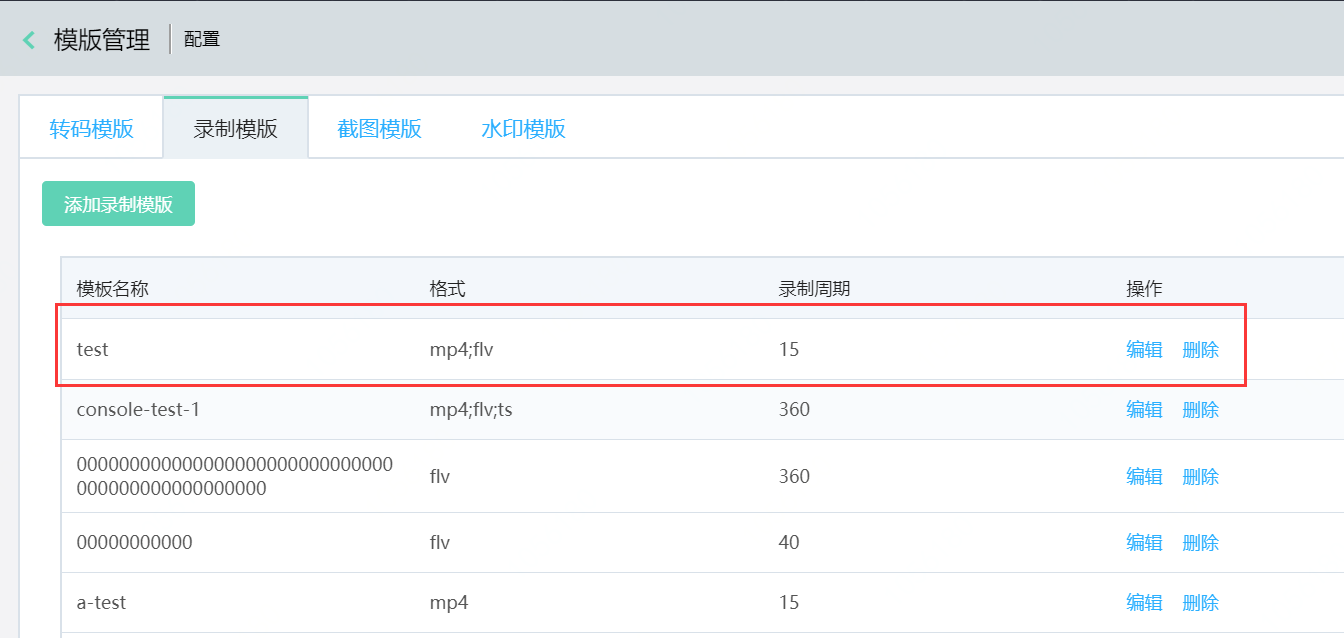 模版管理 配置
转码模版 录制模版 截图模版 水印模版
添加录制模版
模板名称 格式 录制周期 操作
test mp4;flv 15 编辑 删除
console-test-1 mp4;flv;ts 360 编辑 删除
000000000000000000000000000000
flv 360 编辑 删除
000000000000000000
00000000000 flv 40 编辑 删除
a-test mp4 15 编辑 删除